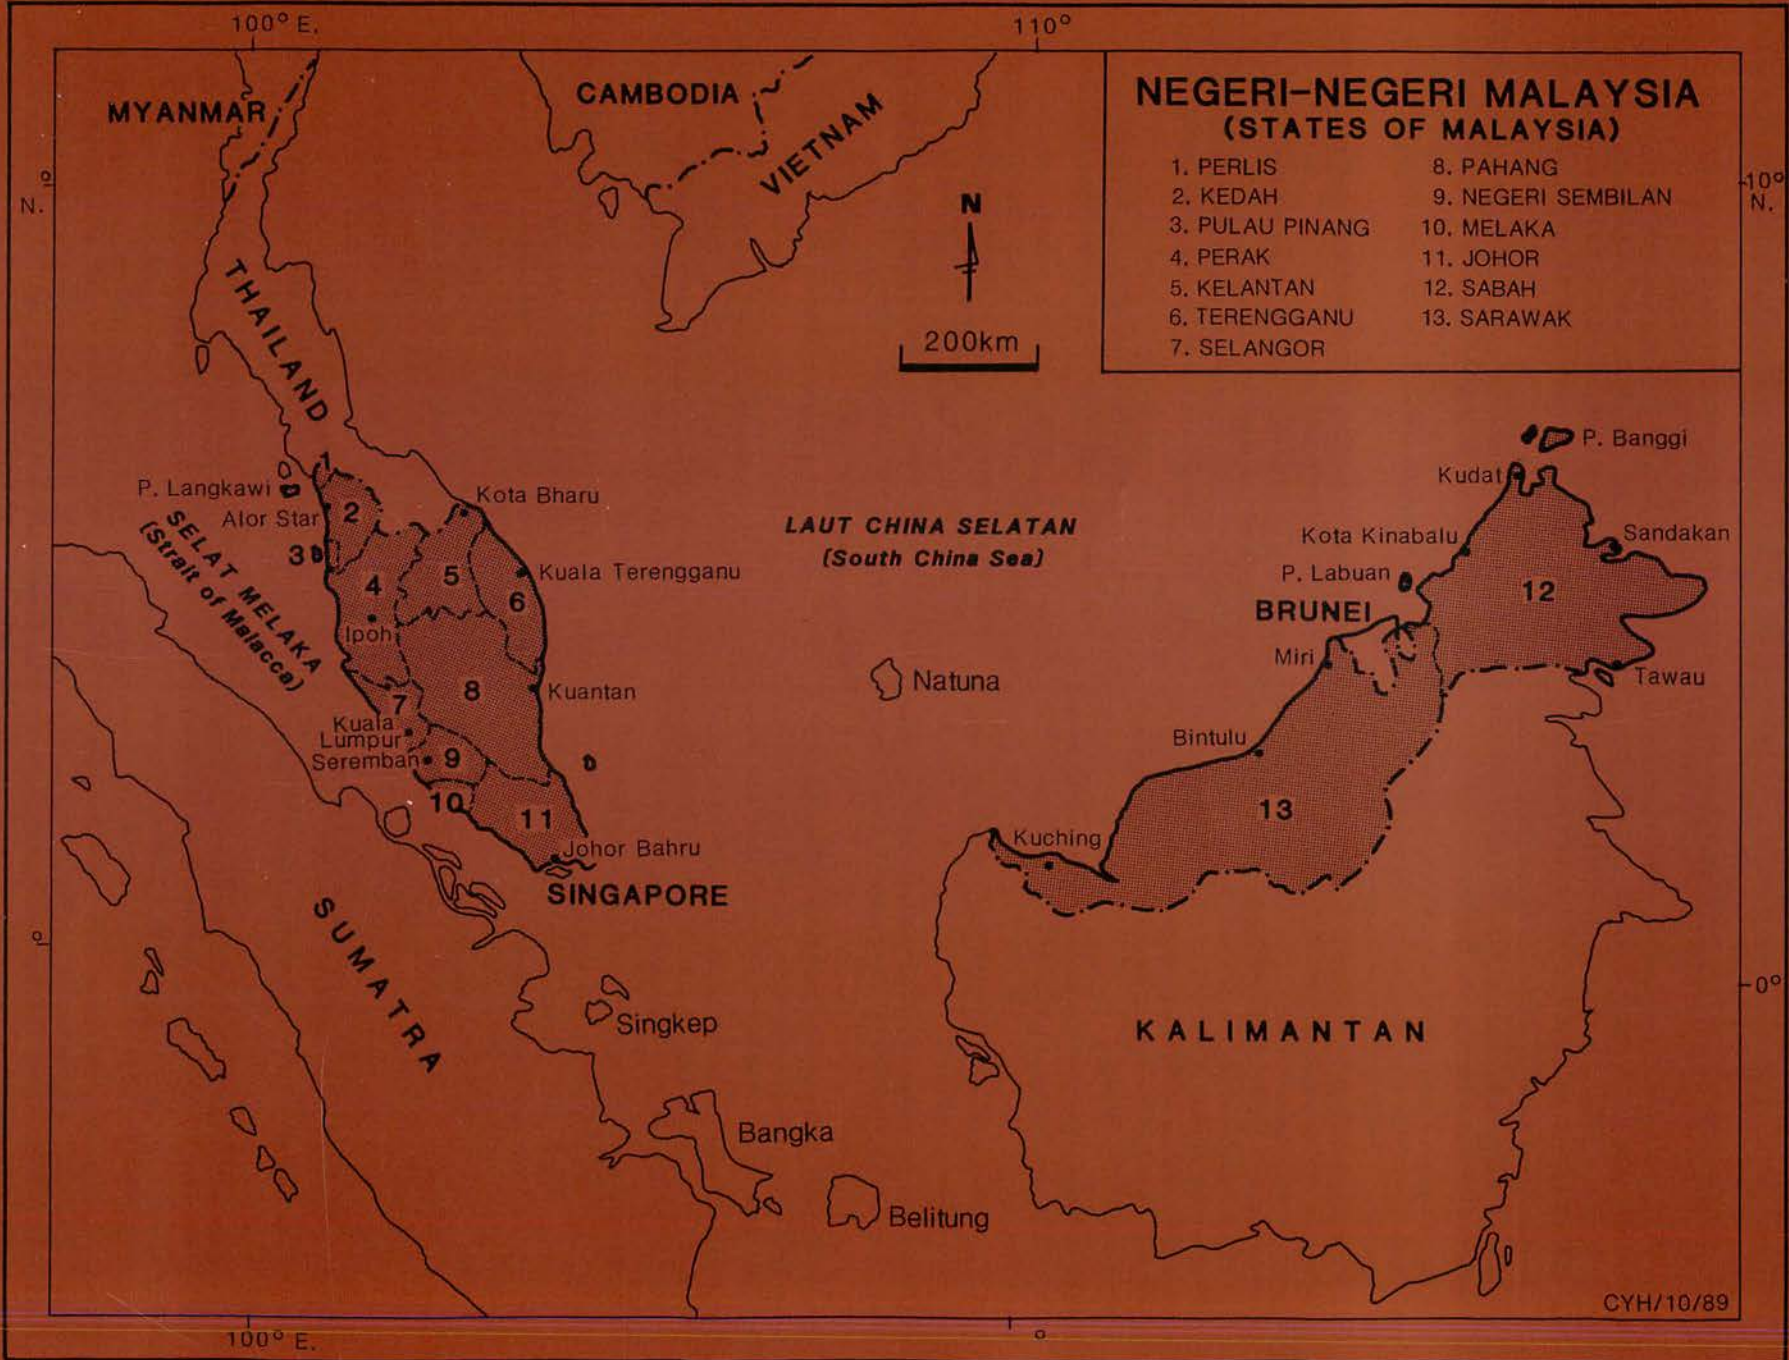 100° E.
110°
MYANMAR
CAMBODIA
VIETNAM
NEGERI–NEGERI MALAYSIA
(STATES OF MALAYSIA)
1. PERLIS
2. KEDAH
3. PULAU PINANG
4. PERAK
5. KELANTAN
6. TERENGGANU
7. SELANGOR
8. PAHANG
9. NEGERI SEMBILAN
10. MELAKA
11. JOHOR
12. SABAH
13. SARAWAK
°
N.
10°
N.
N
200km
THAILAND
1
P. Langkawi
Alor Star
2
3
4
5
6
Kota Bharu
Kuala Terengganu
Ipoh
SELAT MELAKA
(Strait of Malacca)
7
8
Kuantan
Kuala
Lumpur
Seremban
9
10
11
Johor Bahru
SINGAPORE
LAUT CHINA SELATAN
(South China Sea)
Natuna
P. Banggi
Kudat
Kota Kinabalu
Sandakan
P. Labuan
BRUNEI
12
Miri
Tawau
Bintulu
13
Kuching
°
0°
SUMATRA
Singkep
KALIMANTAN
Bangka
Belitung
CYH/10/89
100° E.
°